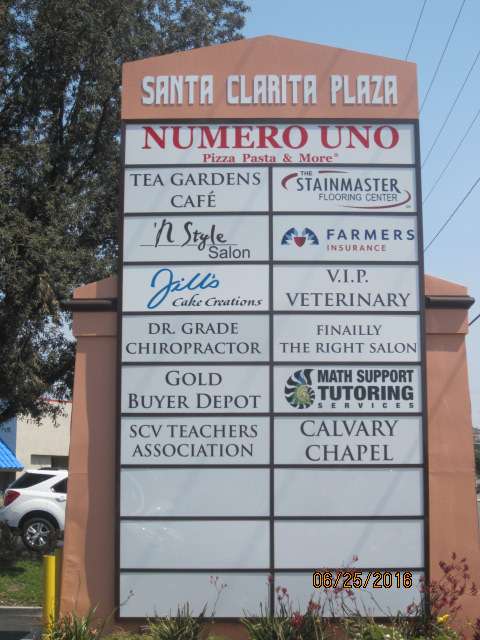 SANTA CLARITA PLAZA
NUMERO UNO
Pizza Pasta & More®
TEA GARDENS
CAFÉ
THE
STAINMASTER
FLOORING CENTER
'N Style
Salon
FARMERS
INSURANCE
Jill's
Cake Creations
V.I.P.
VETERINARY
DR. GRADE
CHIROPRACTOR
FINAILLY
THE RIGHT SALON
GOLD
BUYER DEPOT
MATH SUPPORT
TUTORING
SERVICES
SCV TEACHERS
ASSOCIATION
CALVARY
CHAPEL
06/25/2016